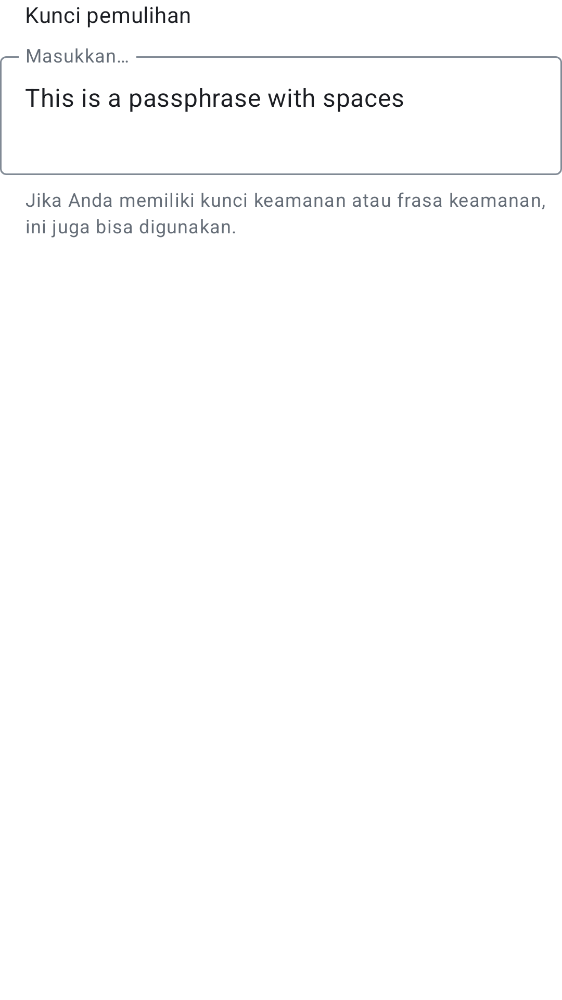 Kunci pemulihan
Masukkan…
This is a passphrase with spaces
Jika Anda memiliki kunci keamanan atau frasa keamanan,
ini juga bisa digunakan.